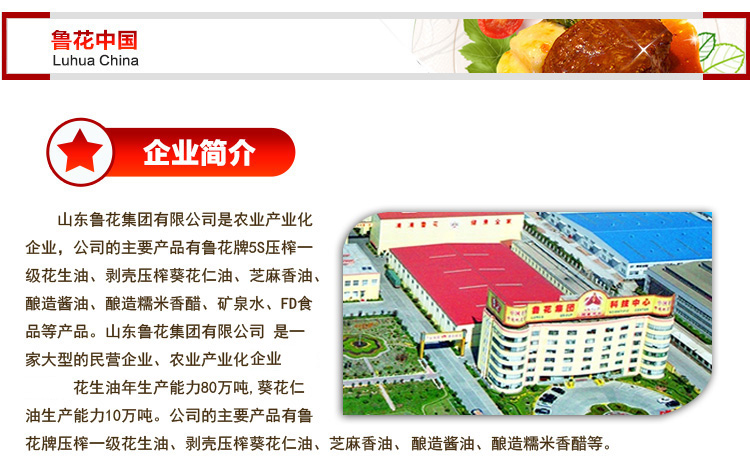 鲁花中国
Luhua China
企业简介
山东鲁花集团有限公司是农业产业化
企业，公司的主要产品有鲁花牌5S压榨一
级花生油、剥壳压榨葵花仁油、芝麻香油、
酿造酱油、酿造糯米香醋、矿泉水、FD食
品等产品。山东鲁花集团有限公司 是一
家大型的民营企业、农业产业化企业
花生油年生产能力80万吨,葵花仁
油生产能力10万吨。公司的主要产品有鲁
花牌压榨一级花生油、剥壳压榨葵花仁油、芝麻香油、 酿造酱油、酿造糯米香醋等。
鲁花集团
科技中心